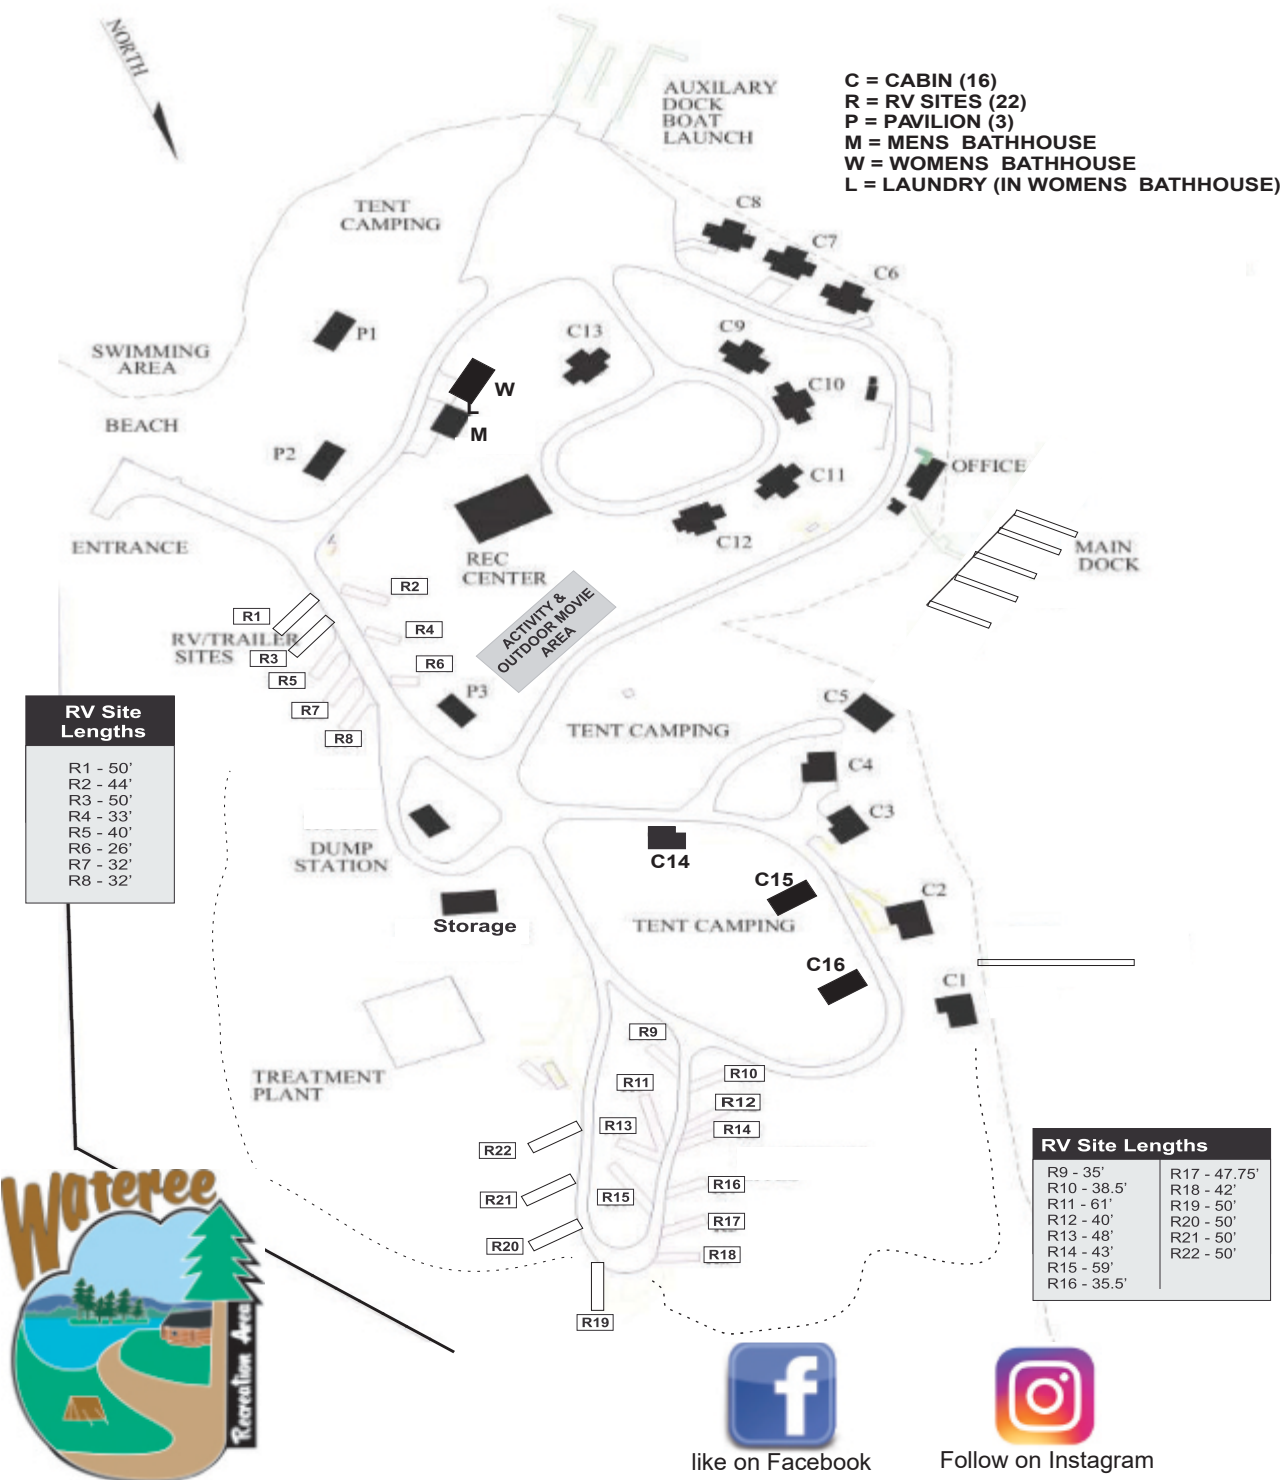 NORTH
AUXILARY
DOCK
BOAT
LAUNCH
C = CABIN (16)
R = RV SITES (22)
P = PAVILION (3)
M = MENS BATHHOUSE
W = WOMENS BATHHOUSE
L = LAUNDRY (IN WOMENS BATHHOUSE)
TENT
CAMPING
C8
C7
C6
P1
C13
C9
SWIMMING
AREA
W
L
M
C10
BEACH
P2
C11
OFFICE
C12
ENTRANCE
REC
CENTER
MAIN
DOCK
ACTIVITY &
OUTDOOR MOVIE
AREA
R2
R1
R4
RV/TRAILER
SITES
R3
R6
R5
P3
R7
R8
C5
TENT CAMPING
C4
C3
RV Site
Lengths
R1 - 50’
R2 - 44’
R3 - 50’
R4 - 33’
R5 - 40’
R6 - 26’
R7 - 32’
R8 - 32’
DUMP
STATION
C14
C15
C2
Storage
TENT CAMPING
C16
C1
R9
TREATMENT
PLANT
R11
R10
R12
R13
R14
R22
R21
R15
R16
R17
R20
R18
R19
RV Site Lengths
R9 - 35’
R10 - 38.5’
R11 - 61’
R12 - 40’
R13 - 48’
R14 - 43’
R15 - 59’
R16 - 35.5’
R17 - 47.75’
R18 - 42’
R19 - 50’
R20 - 50’
R21 - 50’
R22 - 50’
Wateree
Recreation Area
f
like on Facebook
Follow on Instagram